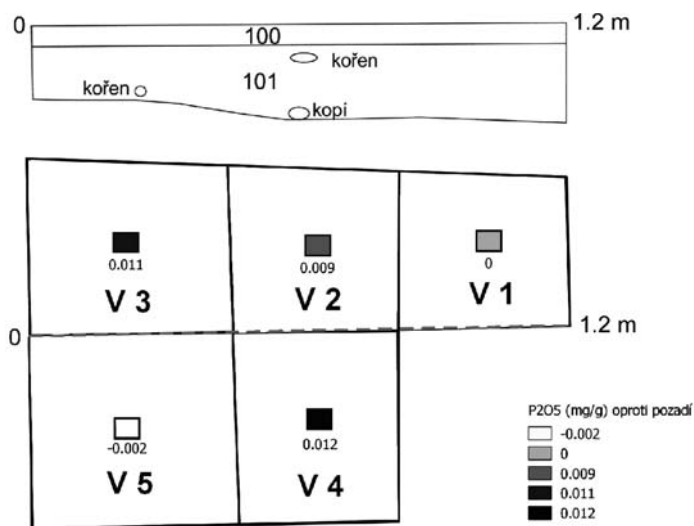 0 1.2 m
100
kořen
101
kořen
kopi
0.011 0.009 0
V 3 V 2 V 1
0 1.2 m
-0.002 0.012
V 5 V 4
P2O5 (mg/g) oproti pozadí
-0.002
0
0.009
0.011
0.012